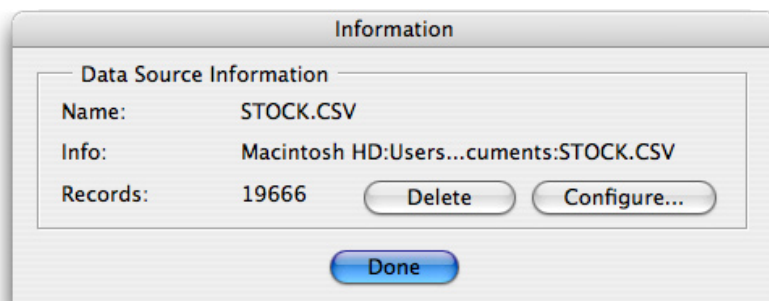 Information
Data Source Information
Name: STOCK.CSV
Info: Macintosh HD:Users...cuments:STOCK.CSV
Records: 19666 Delete Configure...
Done